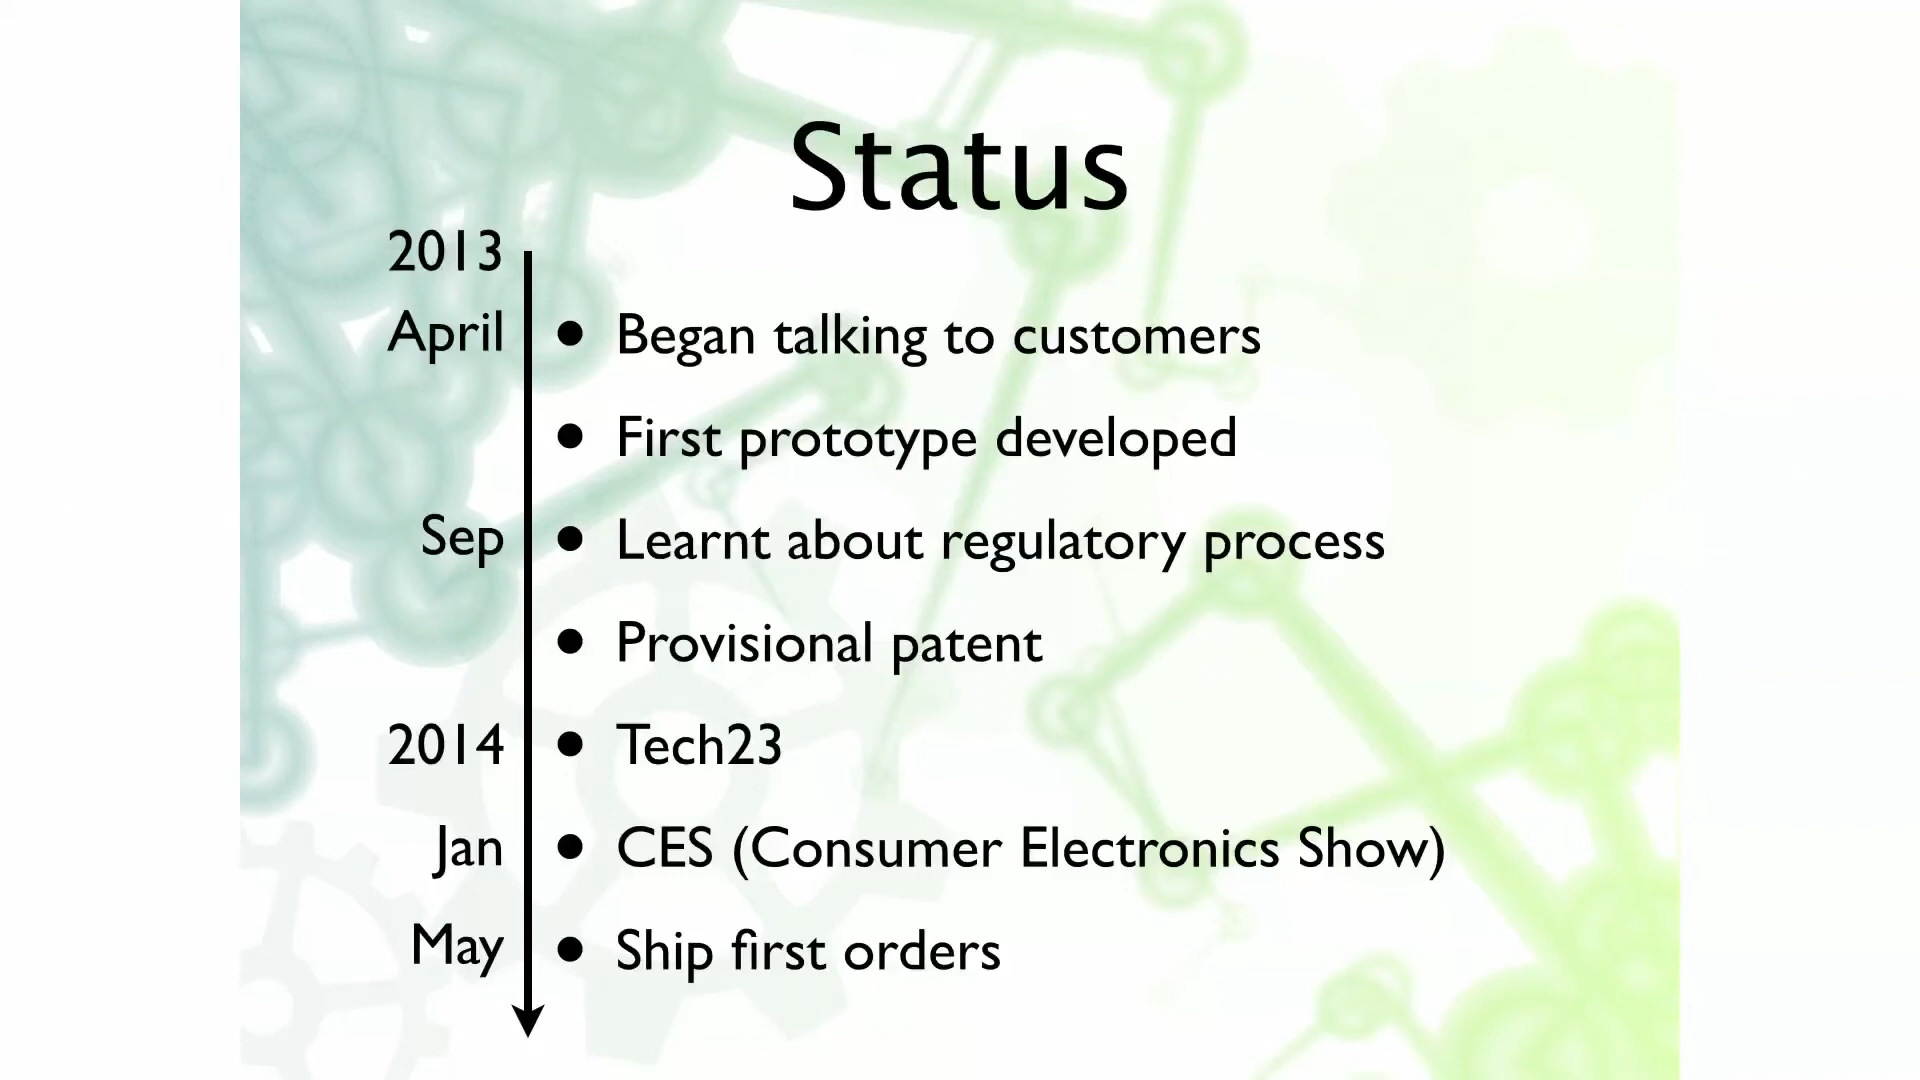 Status
2013
April • Began talking to customers
• First prototype developed
Sep • Learnt about regulatory process
• Provisional patent
2014 • Tech23
Jan • CES (Consumer Electronics Show)
May • Ship first orders